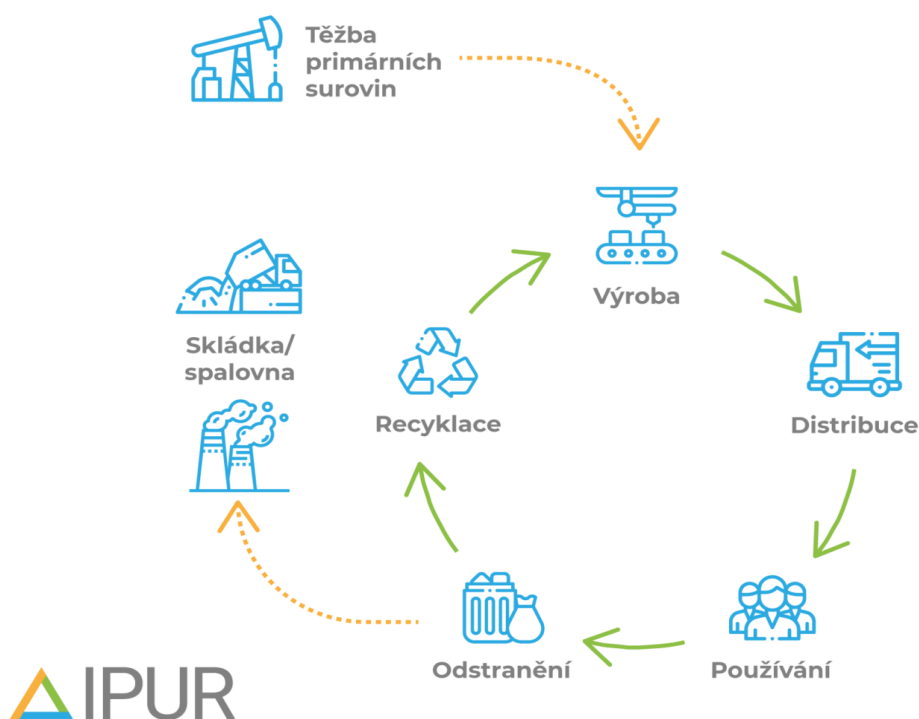 Těžba
primárních
surovin
Výroba
Skládka/
spalovna
Recyklace
Distribuce
Odstranění
Používání
IPUR